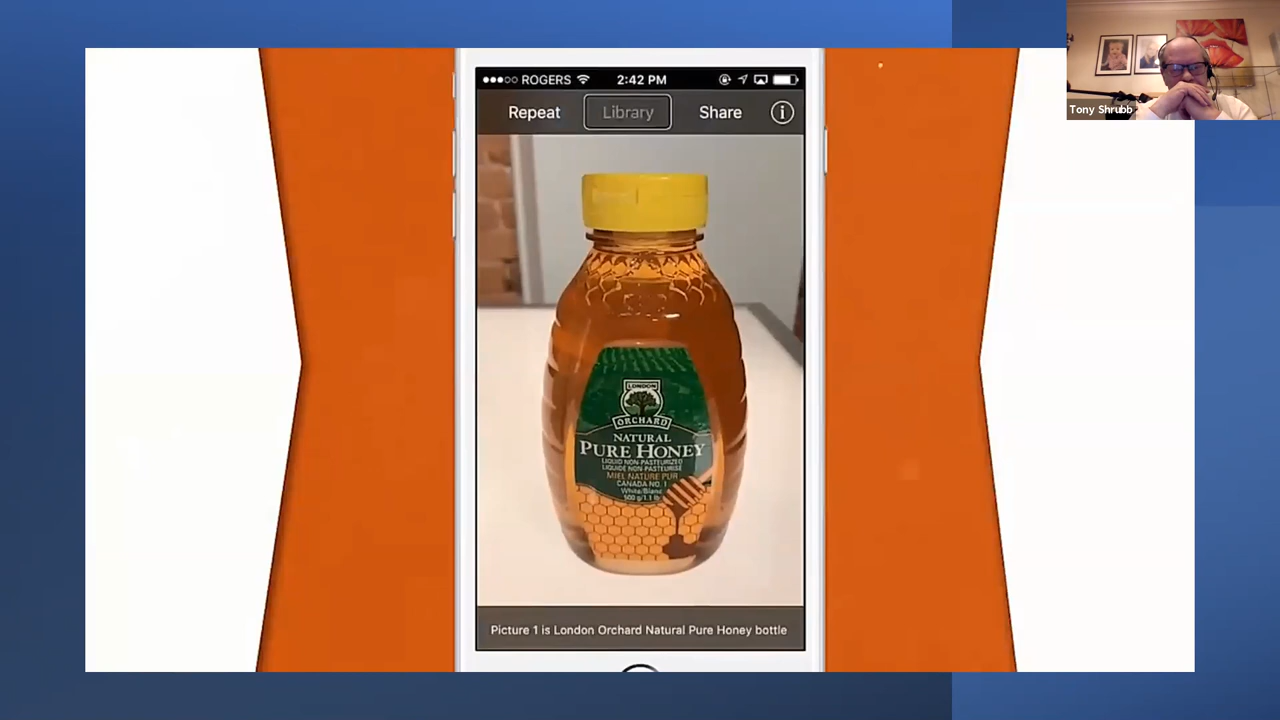 ROGERS 2:42 PM
Repeat Library Share i
LONDON
ORCHARD
NATURAL
PURE HONEY
LIQUID NON-PASTEURIZED
LIQUIDE NON-PASTEURISÉ
MIEL NATURE PUR
CANADA NO. 1
White/Blanc
500 g/1.1 lb
Picture 1 is London Orchard Natural Pure Honey bottle
Tony Shrubb